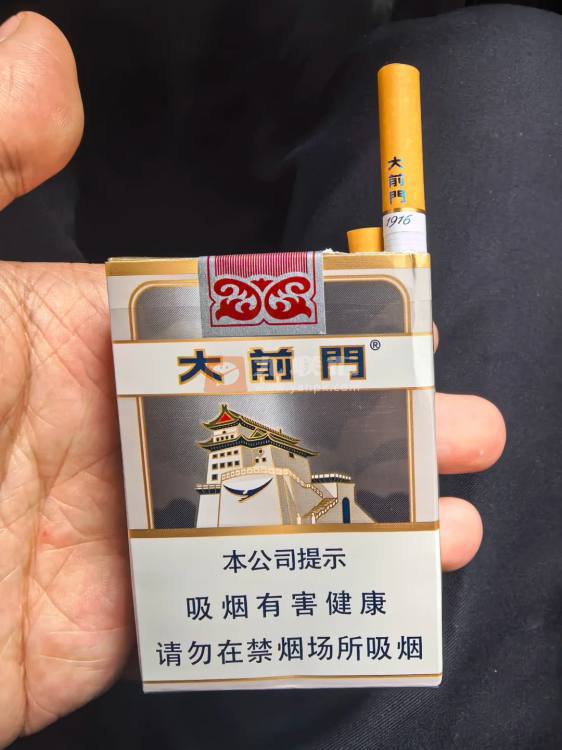 大前門
1916
大前門®
本公司提示
吸烟有害健康
请勿在禁烟场所吸烟